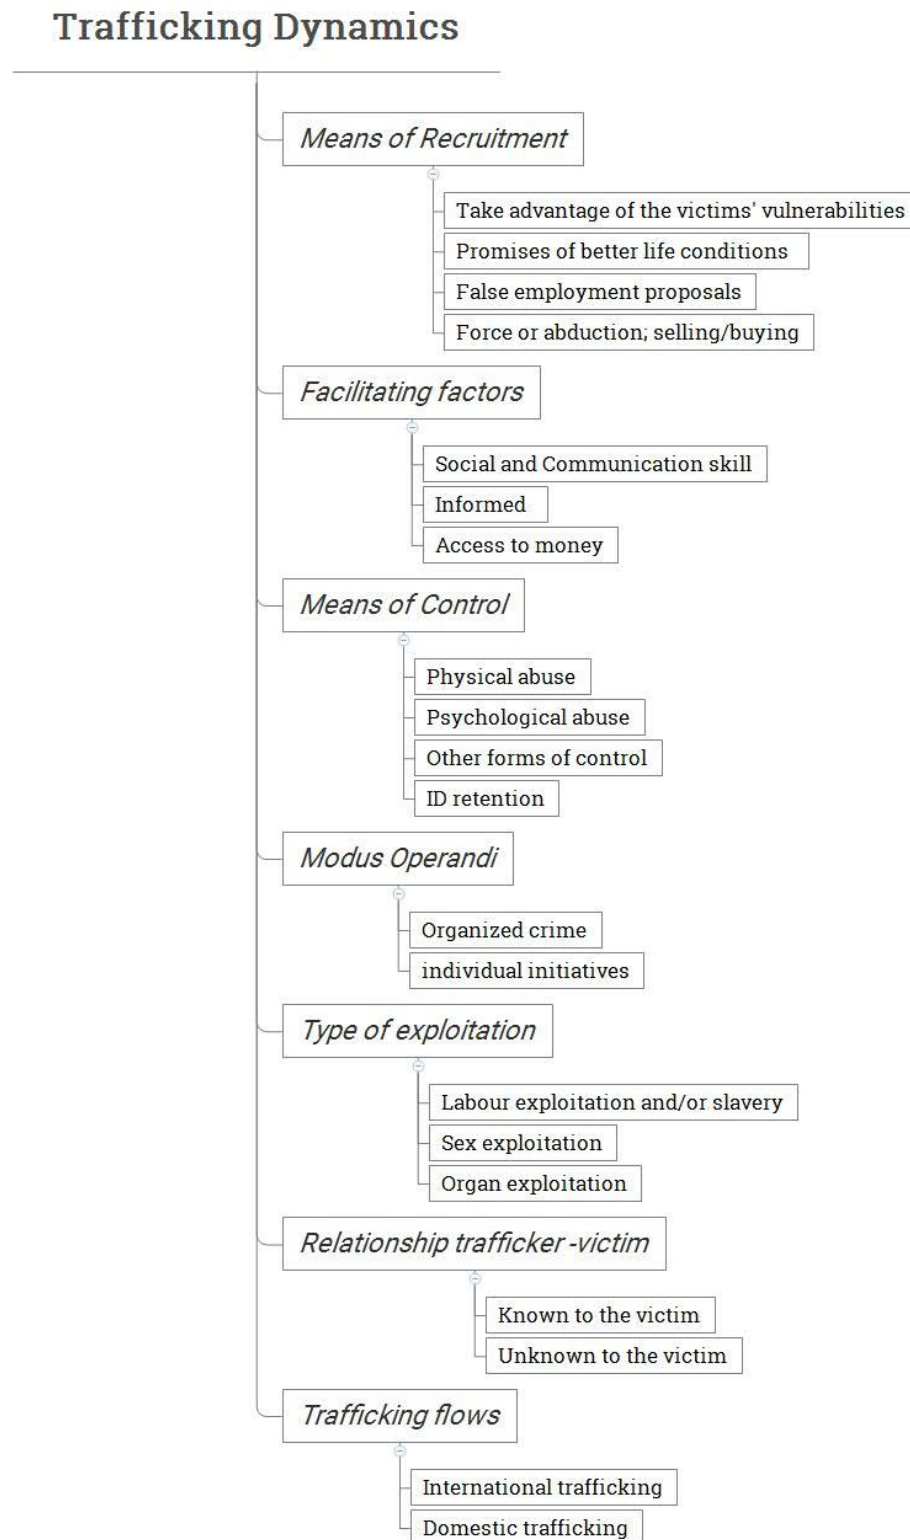 Trafficking Dynamics
Means of Recruitment
Take advantage of the victims' vulnerabilities
Promises of better life conditions
False employment proposals
Force or abduction; selling/buying
Facilitating factors
Social and Communication skill
Informed
Access to money
Means of Control
Physical abuse
Psychological abuse
Other forms of control
ID retention
Modus Operandi
Organized crime
individual initiatives
Type of exploitation
Labour exploitation and/or slavery
Sex exploitation
Organ exploitation
Relationship trafficker -victim
Known to the victim
Unknown to the victim
Trafficking flows
International trafficking
Domestic trafficking